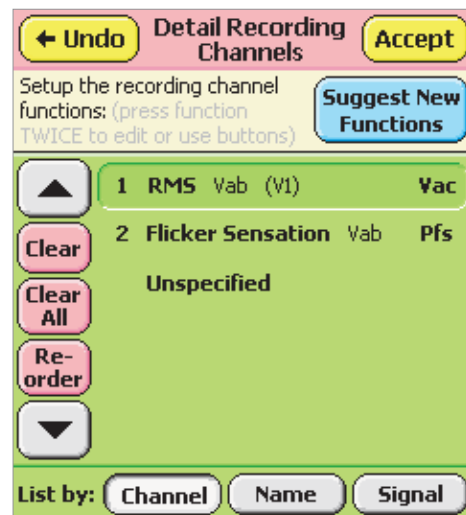 ← Undo
Detail Recording
Channels
Accept
Setup the recording channel
functions: (press function
TWICE to edit or use buttons)
Suggest New
Functions
1 RMS Vab (V1) Vac
2 Flicker Sensation Vab Pfs
Unspecified
Clear
Clear
All
Re-
order
List by: Channel Name Signal